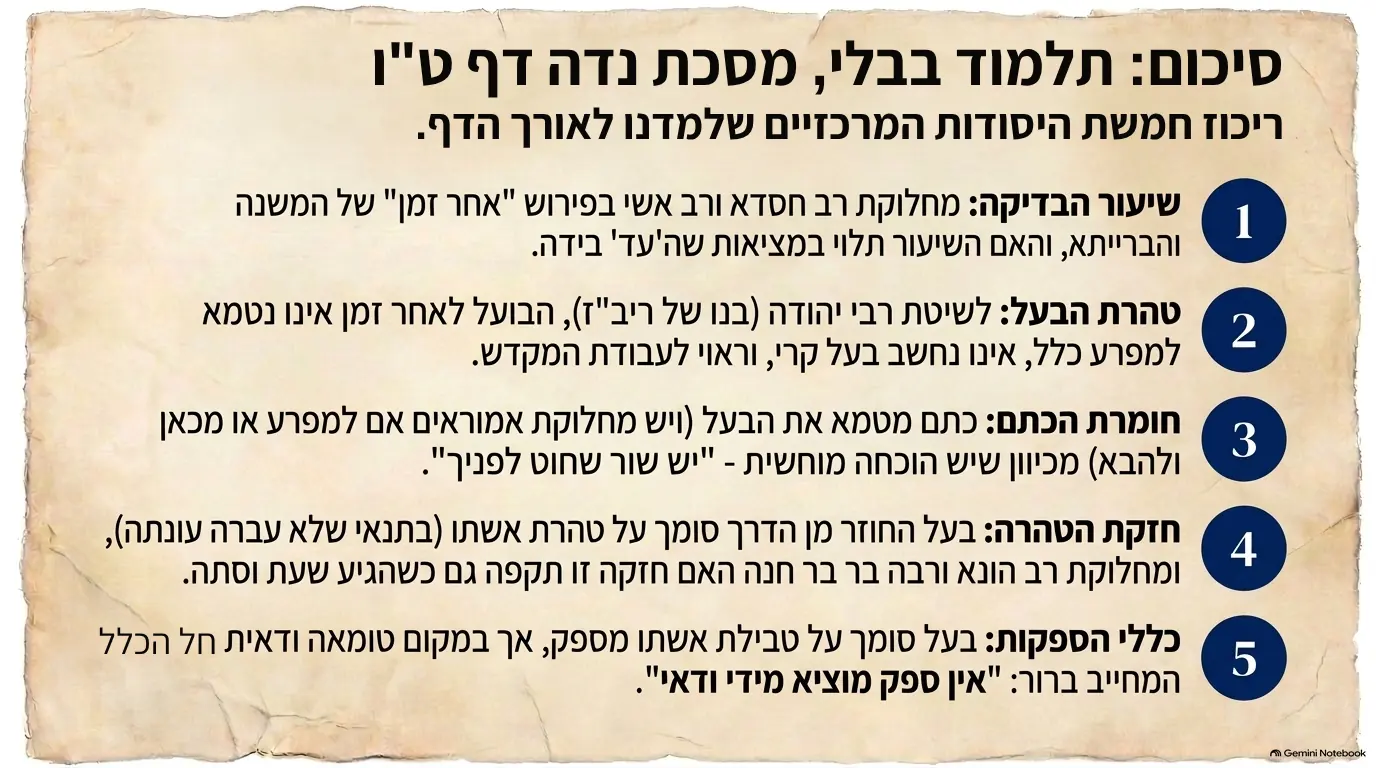 סיכום: תלמוד בבלי, מסכת נדה דף ט"ו
ריכוז חמשת היסודות המרכזיים שלמדנו לאורך הדף.
1
שיעור הבדיקה: מחלוקת רב חסדא ורב אשי בפירוש "אחר זמן" של המשנה
והברייתא, והאם השיעור תלוי במציאות שה'עד' בידה.
2
טהרת הבעל: לשיטת רבי יהודה (בנו של ריב"ז), הבועל לאחר זמן אינו נטמא
למפרע כלל, אינו נחשב בעל קרי, וראוי לעבודת המקדש.
3
חומרת הכתם: כתם מטמא את הבעל (ויש מחלוקת אמוראים אם למפרע או מכאן
ולהבא) מכיוון שיש הוכחה מוחשית - "יש שור שחוט לפניך".
4
חזקת הטהרה: בעל החוזר מן הדרך סומך על טהרת אשתו (בתנאי שלא עברה עונתה),
ומחלוקת רב הונא ורבה בר בר חנה האם חזקה זו תקפה גם כשהגיע שעת וסתה.
5
כללי הספקות: בעל סומך על טבילת אשתו מספק, אך במקום טומאה ודאית חל הכלל
המחייב ברור: "אין ספק מוציא מידי ודאי".
Gemini Notebook